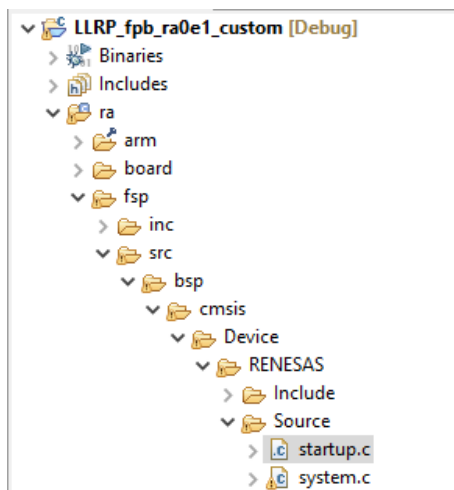 LLRP_fpb_ra0e1_custom [Debug]
Binaries
Includes
ra
arm
board
fsp
inc
src
bsp
cmsis
Device
RENESAS
Include
Source
startup.c
system.c